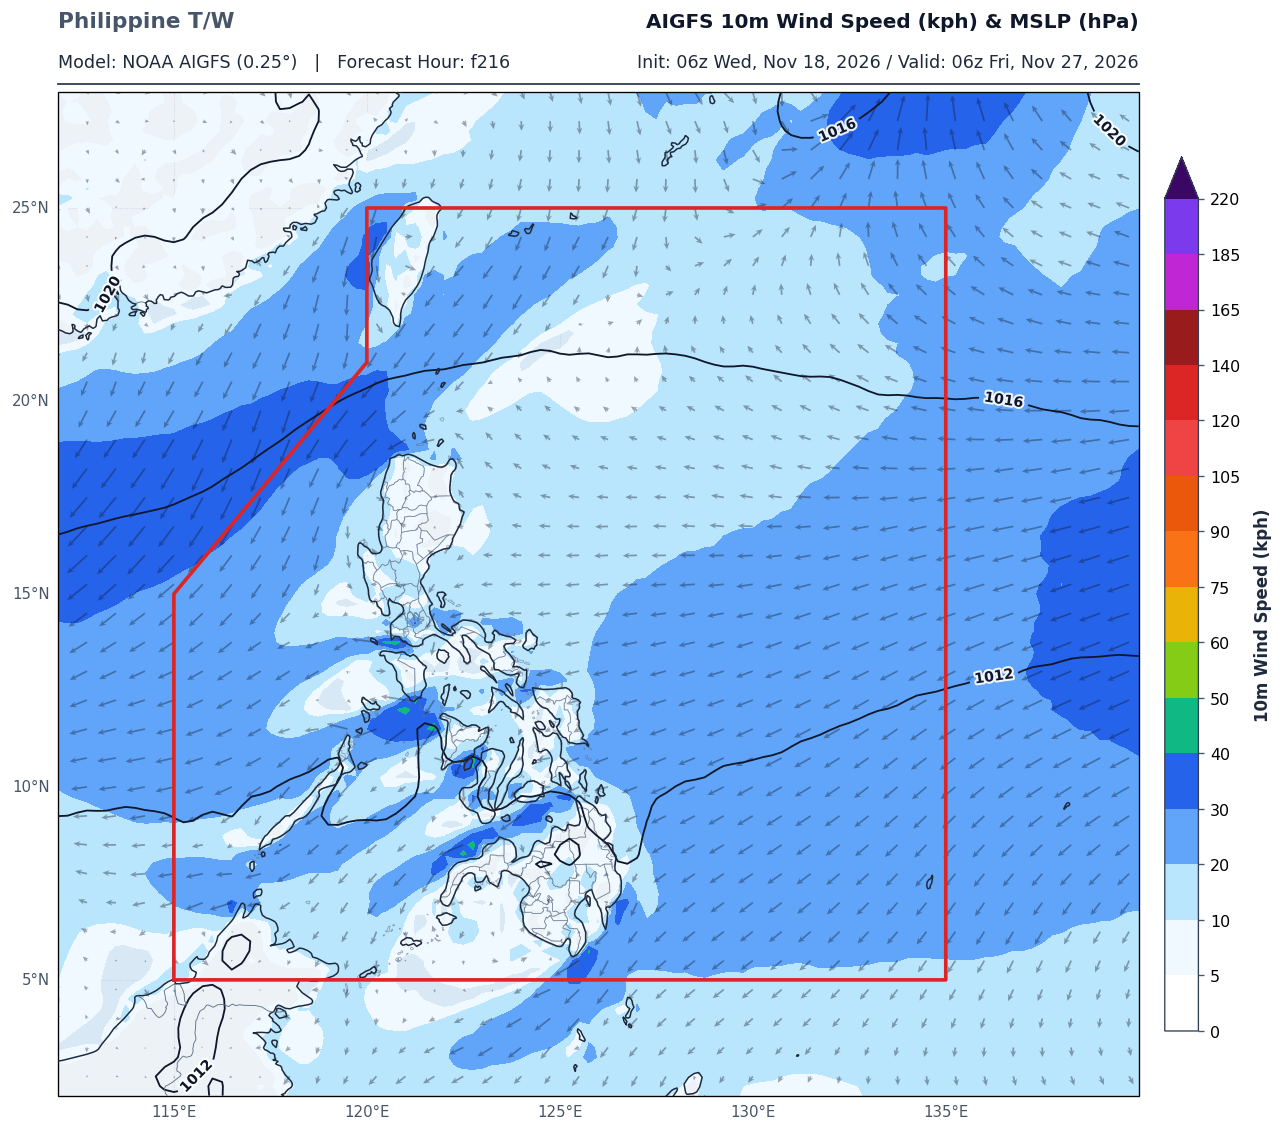 Philippine T/W
AIGFS 10m Wind Speed (kph) & MSLP (hPa)
Model: NOAA AIGFS (0.25°) | Forecast Hour: f216
Init: 06z Wed, Nov 18, 2026 / Valid: 06z Fri, Nov 27, 2026
1016
1020
25°N
1020
20°N
1016
15°N
1012
10°N
5°N
1012
115°E
120°E
125°E
130°E
135°E
220
185
165
140
120
105
90
75
60
50
40
30
20
10
5
0
10m Wind Speed (kph)